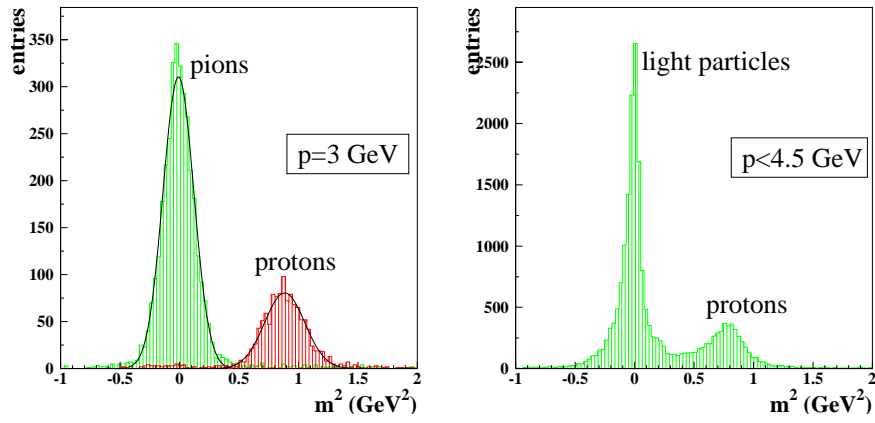 entries
350
300
250
200
150
100
50
0
pions
p=3 GeV
protons
-1 -0.5 0 0.5 1 1.5 2
m² (GeV²)
entries
2500
2000
1500
1000
500
0
light particles
p<4.5 GeV
protons
-1 -0.5 0 0.5 1 1.5 2
m² (GeV²)